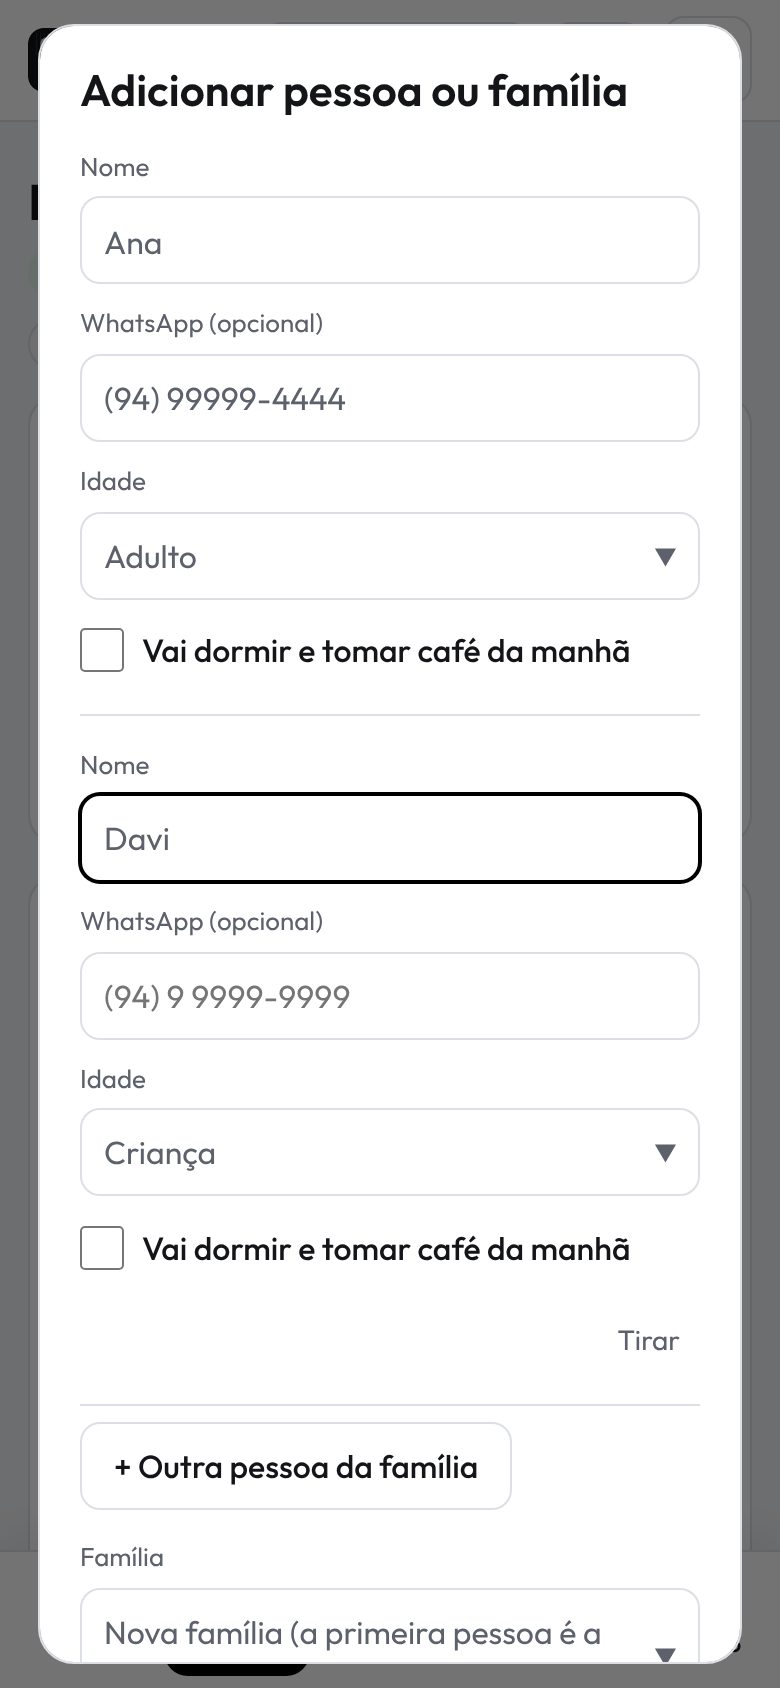 Adicionar pessoa ou família
Nome
Ana
WhatsApp (opcional)
(94) 99999-4444
Idade
Adulto
Vai dormir e tomar café da manhã
Nome
Davi
WhatsApp (opcional)
(94) 9 9999-9999
Idade
Criança
Vai dormir e tomar café da manhã
Tirar
+ Outra pessoa da família
Família
Nova família (a primeira pessoa é a